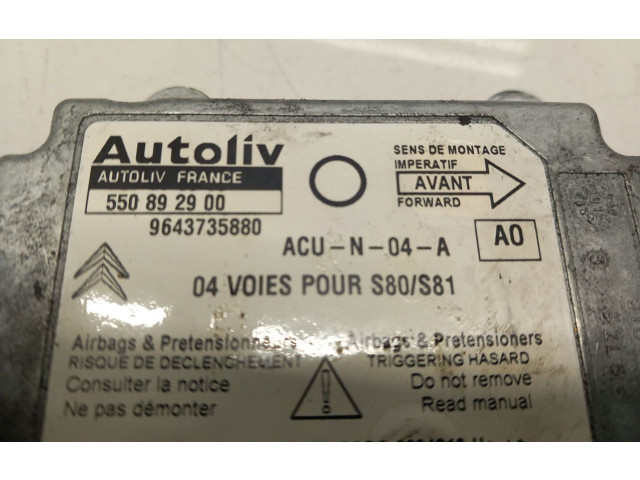 Autoliv
AUTOLIV FRANCE
550 89 29 00
9643735880
SENS DE MONTAGE
IMPERATIF
AVANT
FORWARD
ACU-N-04-A
A0
04 VOIES POUR S80/S81
Airbags & Pretensionneurs
RISQUE DE DECLENCHEMENT
Consulter la notice
Ne pas démonter
Airbags & Pretensioners
TRIGGERING HASARD
Do not remove
Read manual